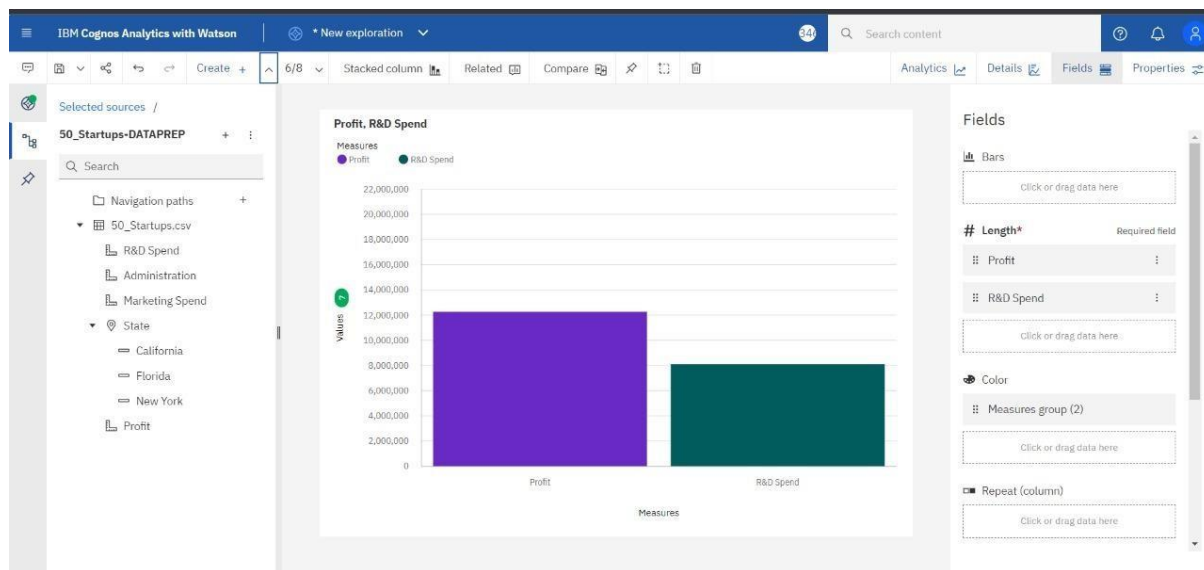 IBM Cognos Analytics with Watson
* New exploration
Search content
Create +
6/8
Stacked column
Related
Compare
Analytics
Details
Fields
Properties
Selected sources /
50_Startups-DATAPREP
Search
Navigation paths
50_Startups.csv
R&D Spend
Administration
Marketing Spend
State
California
Florida
New York
Profit
Profit, R&D Spend
Measures
Profit
R&D Spend
22,000,000
20,000,000
18,000,000
16,000,000
14,000,000
12,000,000
10,000,000
8,000,000
6,000,000
4,000,000
2,000,000
0
Values
Profit
R&D Spend
Measures
Fields
Bars
Click or drag data here
# Length*
Required field
Profit
R&D Spend
Click or drag data here
Color
Measures group (2)
Click or drag data here
Repeat (column)
Click or drag data here